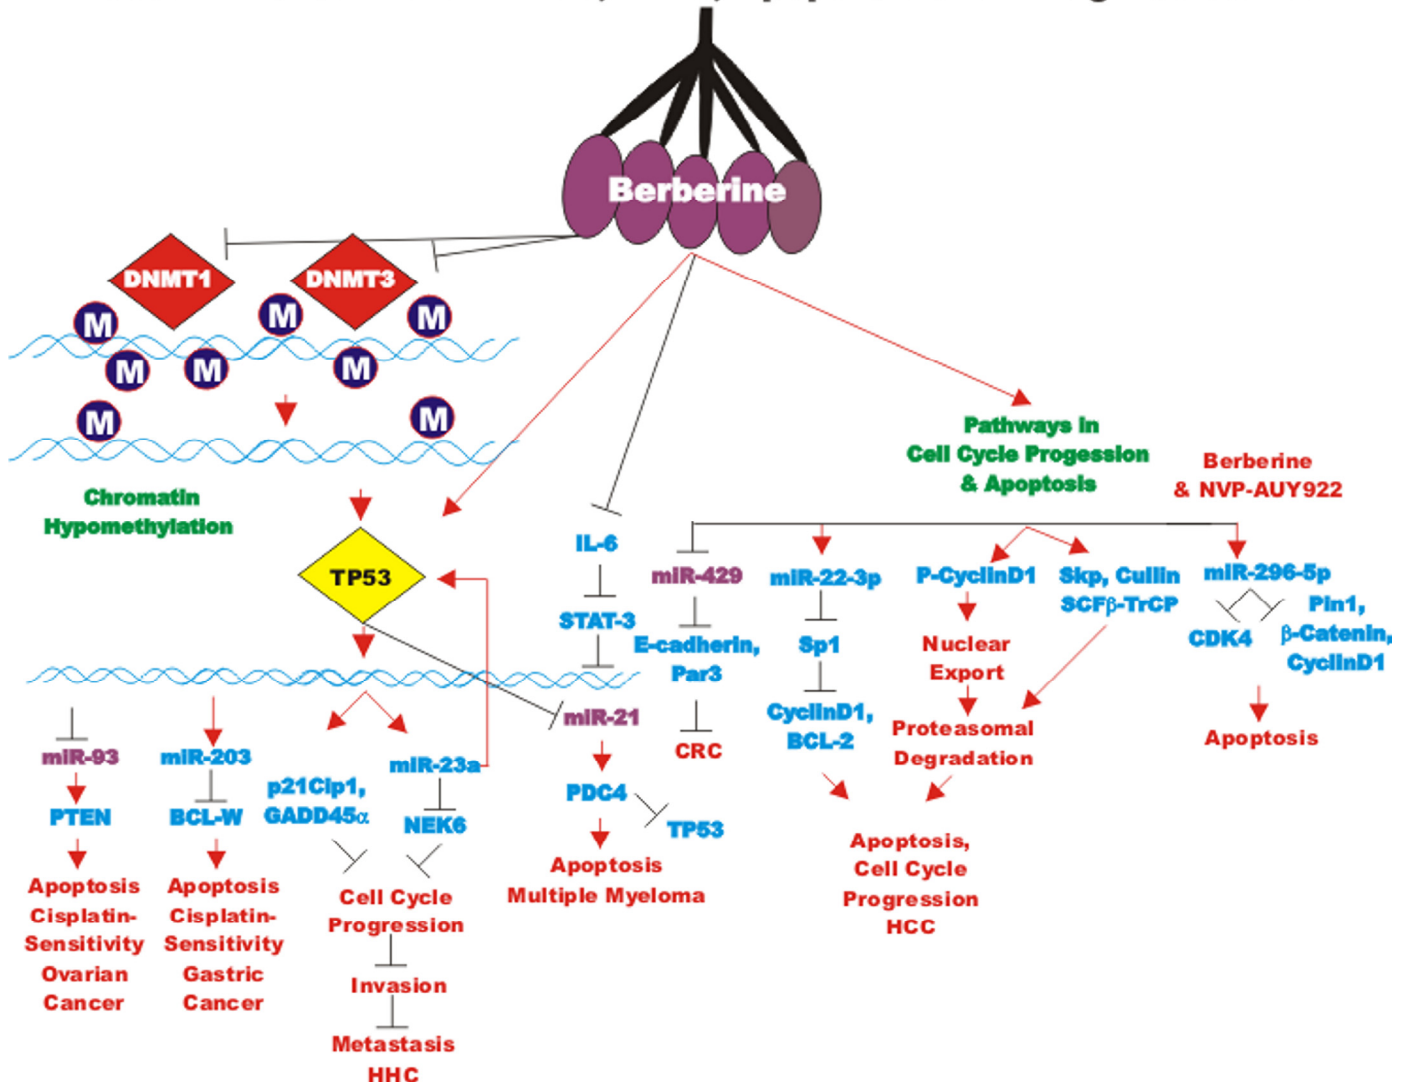 Berberine
DNMT1
DNMT3
M
M
M
M
M
M
M
M
Chromatin
Hypomethylation
Pathways in
Cell Cycle Progession
& Apoptosis
Berberine
& NVP-AUY922
TP53
IL-6
STAT-3
miR-21
PDC4
TP53
Apoptosis
Multiple Myeloma
miR-429
E-cadherin,
Par3
CRC
miR-22-3p
Sp1
CyclinD1,
BCL-2
P-CyclinD1
Nuclear
Export
Proteasomal
Degradation
Skp, Cullin
SCFβ-TrCP
Apoptosis,
Cell Cycle
Progression
HCC
miR-296-5p
CDK4
Pin1,
β-Catenin,
CyclinD1
Apoptosis
miR-93
PTEN
Apoptosis
Cisplatin-
Sensitivity
Ovarian
Cancer
miR-203
BCL-W
Apoptosis
Cisplatin-
Sensitivity
Gastric
Cancer
p21Cip1,
GADD45α
miR-23a
NEK6
Cell Cycle
Progression
Invasion
Metastasis
HHC